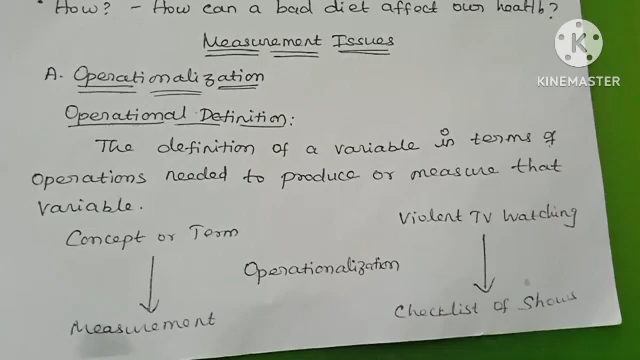 * How? - How can a bad diet affect our health?
Measurement Issues
A. Operationalization
Operational Definition:
The definition of a variable in terms of
operations needed to produce or measure that
variable.
Concept or Term
Violent TV Watching
Operationalization
Measurement
Checklist of Shows
K
KINEMASTER